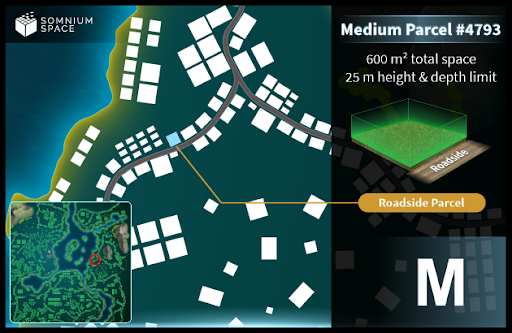 SOMNIUM
SPACE
Medium Parcel #4793
600 m² total space
25 m height & depth limit
Roadside
Roadside Parcel
M